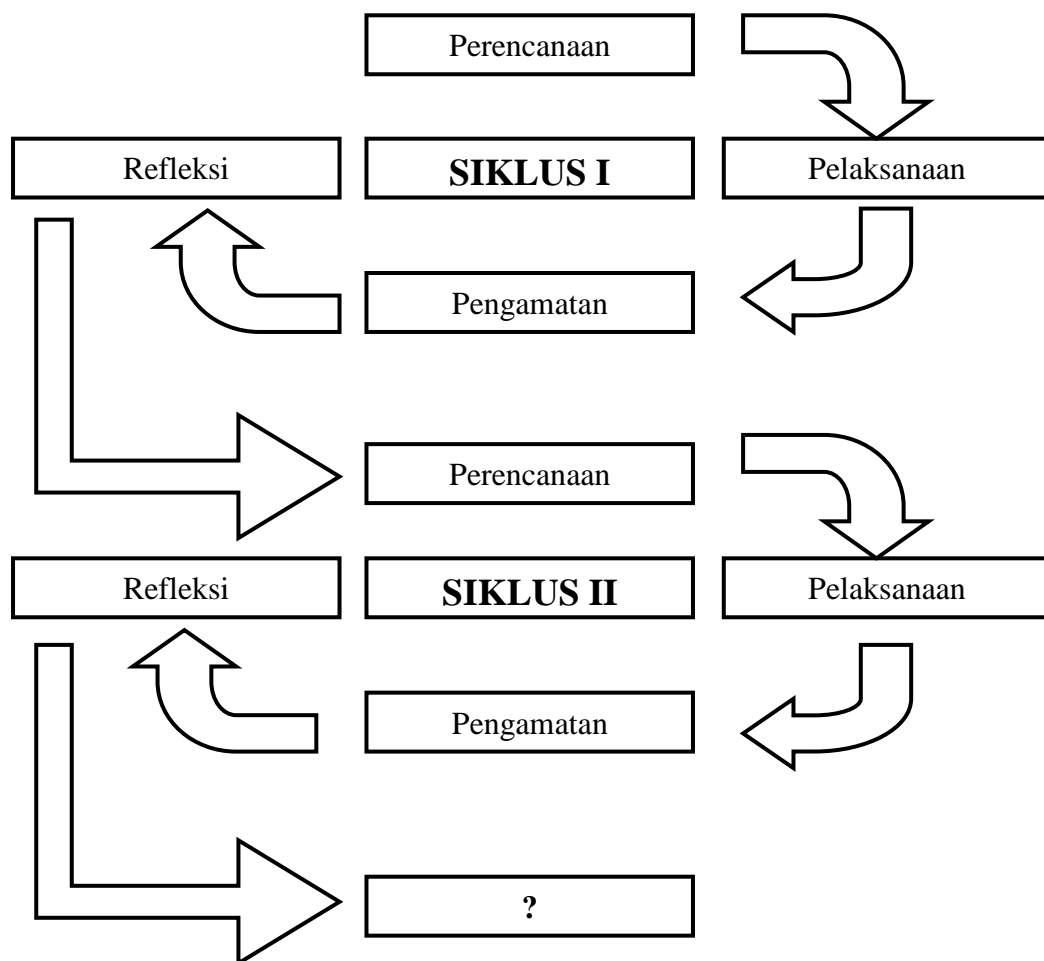 Perencanaan
Refleksi
SIKLUS I
Pelaksanaan
Pengamatan
Perencanaan
Refleksi
SIKLUS II
Pelaksanaan
Pengamatan
?